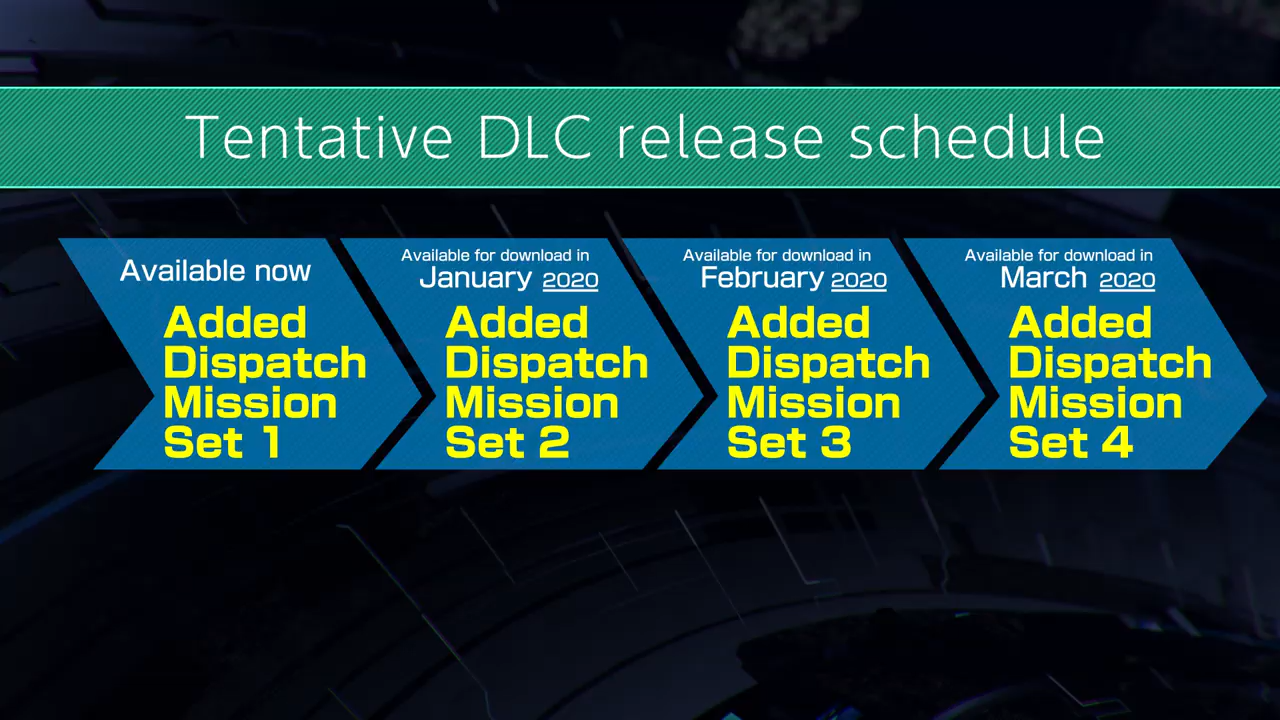 Tentative DLC release schedule
Available now
Added
Dispatch
Mission
Set 1
Available for download in
January 2020
Added
Dispatch
Mission
Set 2
Available for download in
February 2020
Added
Dispatch
Mission
Set 3
Available for download in
March 2020
Added
Dispatch
Mission
Set 4